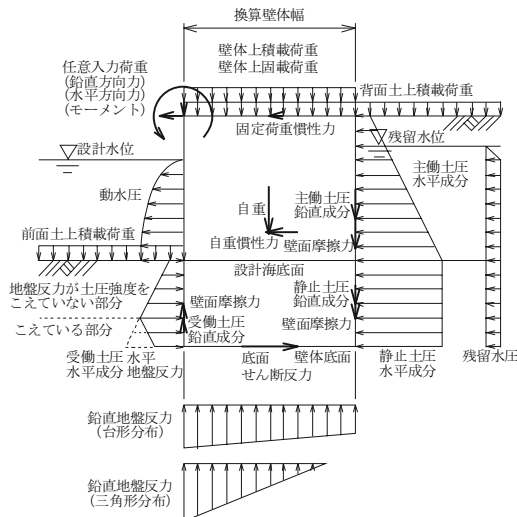 換算壁体幅
壁体上積載荷重
壁体上固載荷重
任意入力荷重
(鉛直方向力)
(水平方向力)
(モーメント)
背面土上積載荷重
固定荷重慣性力
残留水位
設計水位
主働土圧
水平成分
動水圧
自重
主働土圧
鉛直成分
前面土上積載荷重
自重慣性力
壁面摩擦力
設計海底面
地盤反力が土圧強度を
こえていない部分
静止土圧
鉛直成分
壁面摩擦力
こえている部分
受働土圧
鉛直成分
壁面摩擦力
受働土圧
水平成分
水平
地盤反力
底面
せん断反力
壁体底面
静止土圧
水平成分
残留水圧
鉛直地盤反力
(台形分布)
鉛直地盤反力
(三角形分布)